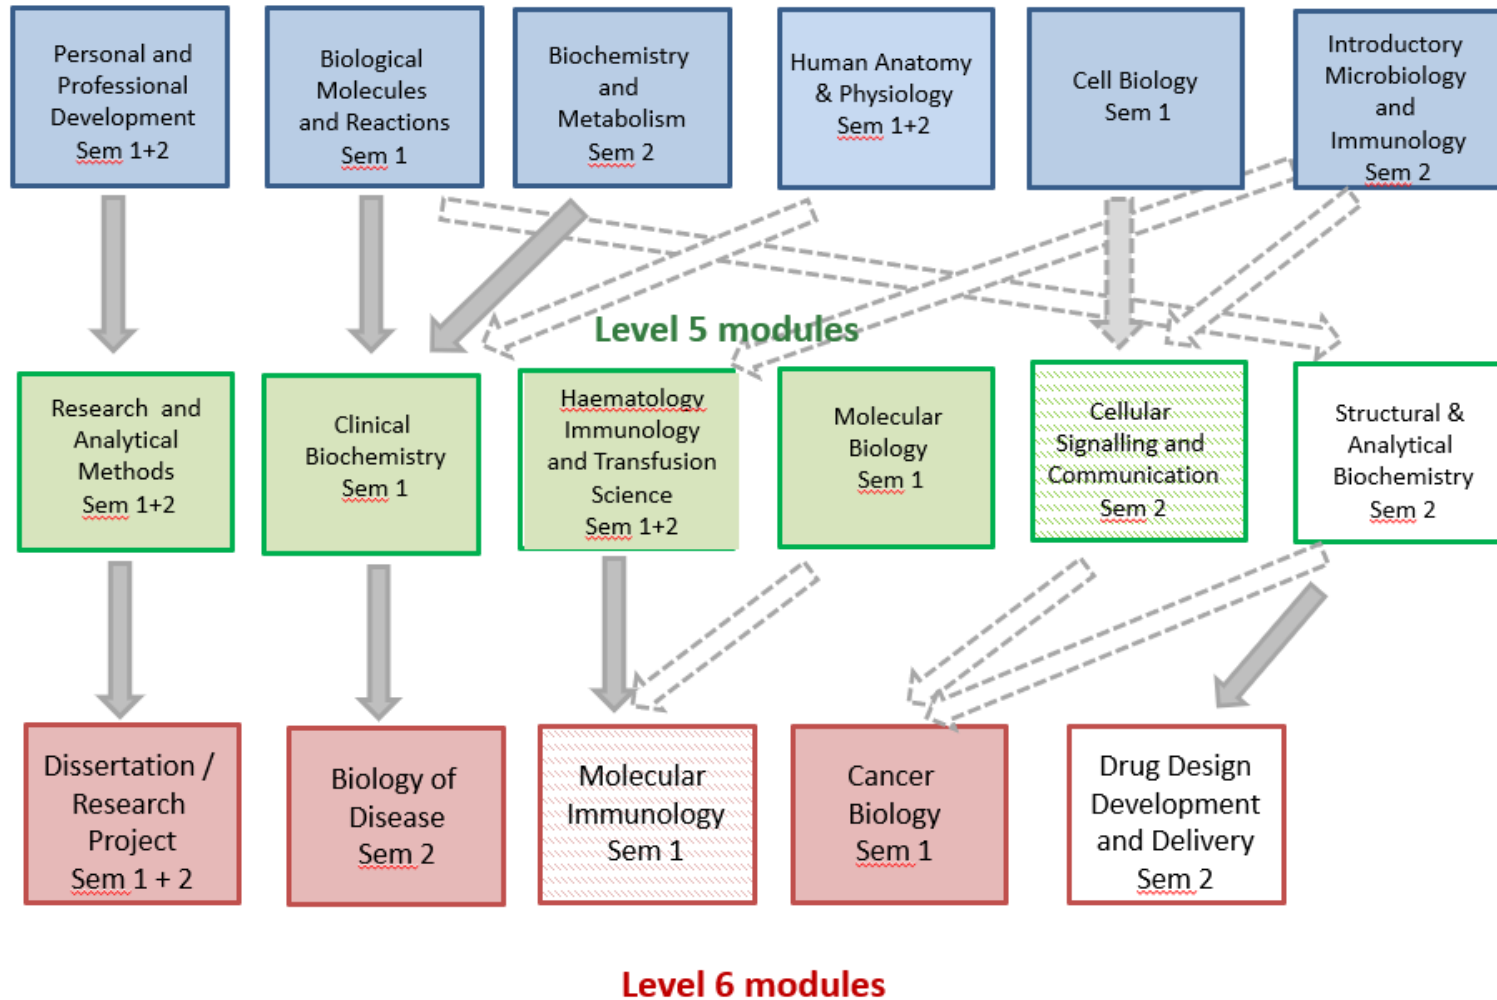 Personal and
Professional
Development
Sem 1+2
Biological
Molecules
and Reactions
Sem 1
Biochemistry
and
Metabolism
Sem 2
Human Anatomy
& Physiology
Sem 1+2
Cell Biology
Sem 1
Introductory
Microbiology
and
Immunology
Sem 2
Level 5 modules
Research and
Analytical
Methods
Sem 1+2
Clinical
Biochemistry
Sem 1
Haematology
Immunology
and Transfusion
Science
Sem 1+2
Molecular
Biology
Sem 1
Cellular
Signalling and
Communication
Sem 2
Structural &
Analytical
Biochemistry
Sem 2
Dissertation /
Research
Project
Sem 1 + 2
Biology of
Disease
Sem 2
Molecular
Immunology
Sem 1
Cancer
Biology
Sem 1
Drug Design
Development
and Delivery
Sem 2
Level 6 modules